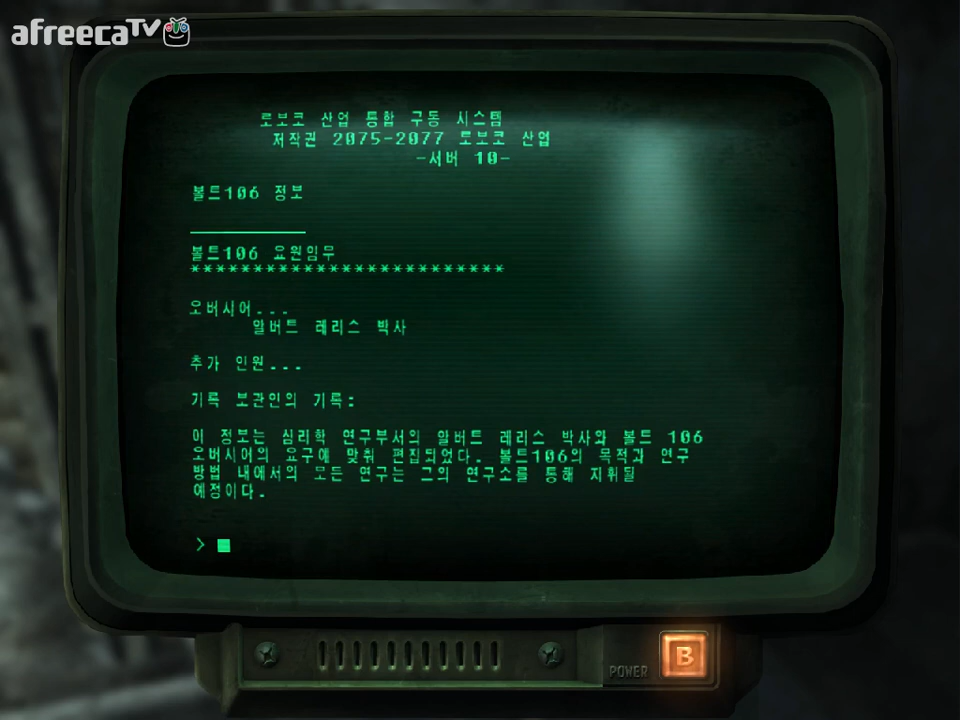 afreecaTV
로보코 산업 통합 구동 시스템
저작권 2075-2077 로보코 산업
-서버 10-
볼트106 정보
볼트106 요원임무
*************************
오버시어...
알버트 레리스 박사
추가 인원...
기록 보관인의 기록:
이 정보는 심리학 연구부서의 알버트 레리스 박사와 볼트 106
오버시어의 요구에 맞춰 편집되었다. 볼트106의 목적과 연구
방법 내에서의 모든 연구는 그의 연구소를 통해 지휘될
예정이다.
>
POWER
B